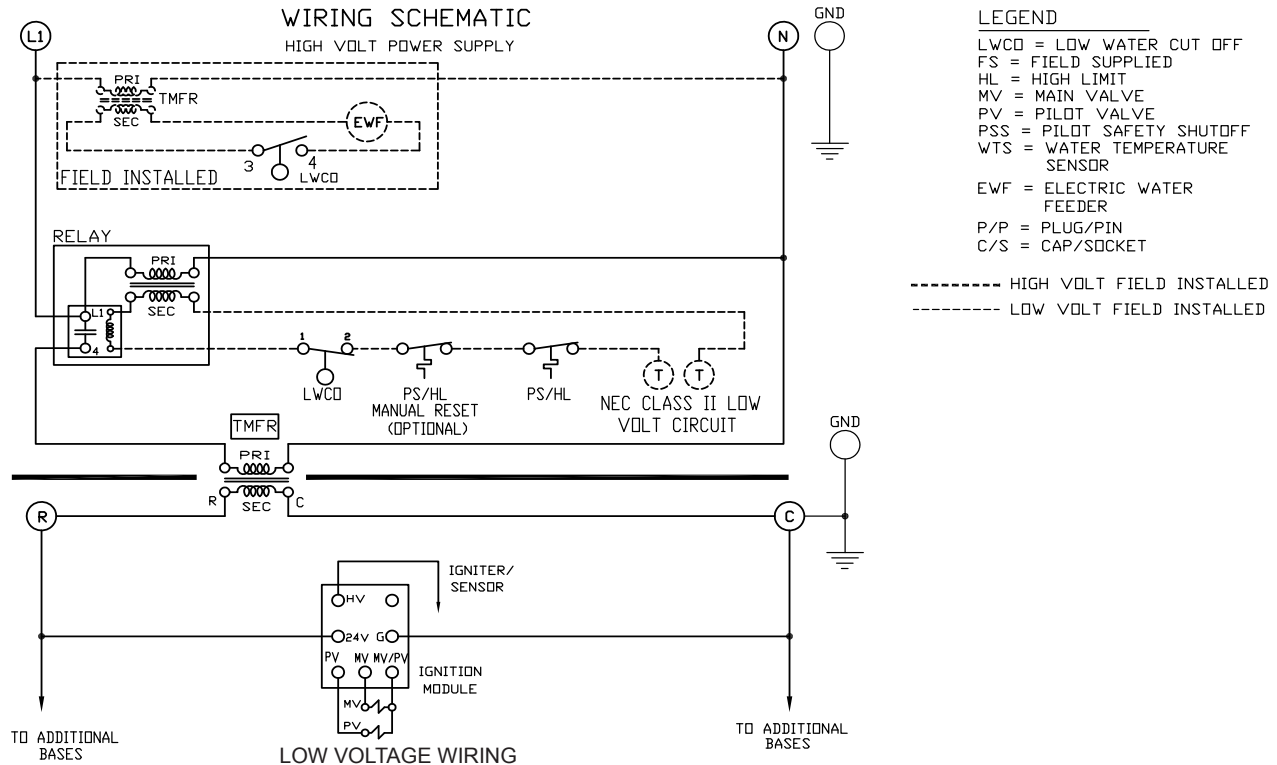 WIRING SCHEMATIC
HIGH VOLT POWER SUPPLY
L1
N
GND
PRI
TMFR
SEC
EWF
3
4
LWCO
FIELD INSTALLED
RELAY
PRI
SEC
L1
4
1
2
LWCO
PS/HL
MANUAL RESET
(OPTIONAL)
PS/HL
T
T
NEC CLASS II LOW
VOLT CIRCUIT
TMFR
PRI
R
SEC
C
GND
R
C
IGNITER/
SENSOR
HV
24V
G
PV
MV
MV/PV
IGNITION
MODULE
MV
PV
TO ADDITIONAL
BASES
TO ADDITIONAL
BASES
LOW VOLTAGE WIRING
LEGEND
LWCO = LOW WATER CUT OFF
FS = FIELD SUPPLIED
HL = HIGH LIMIT
MV = MAIN VALVE
PV = PILOT VALVE
PSS = PILOT SAFETY SHUTOFF
WTS = WATER TEMPERATURE
SENSOR
EWF = ELECTRIC WATER
FEEDER
P/P = PLUG/PIN
C/S = CAP/SOCKET
HIGH VOLT FIELD INSTALLED
LOW VOLT FIELD INSTALLED